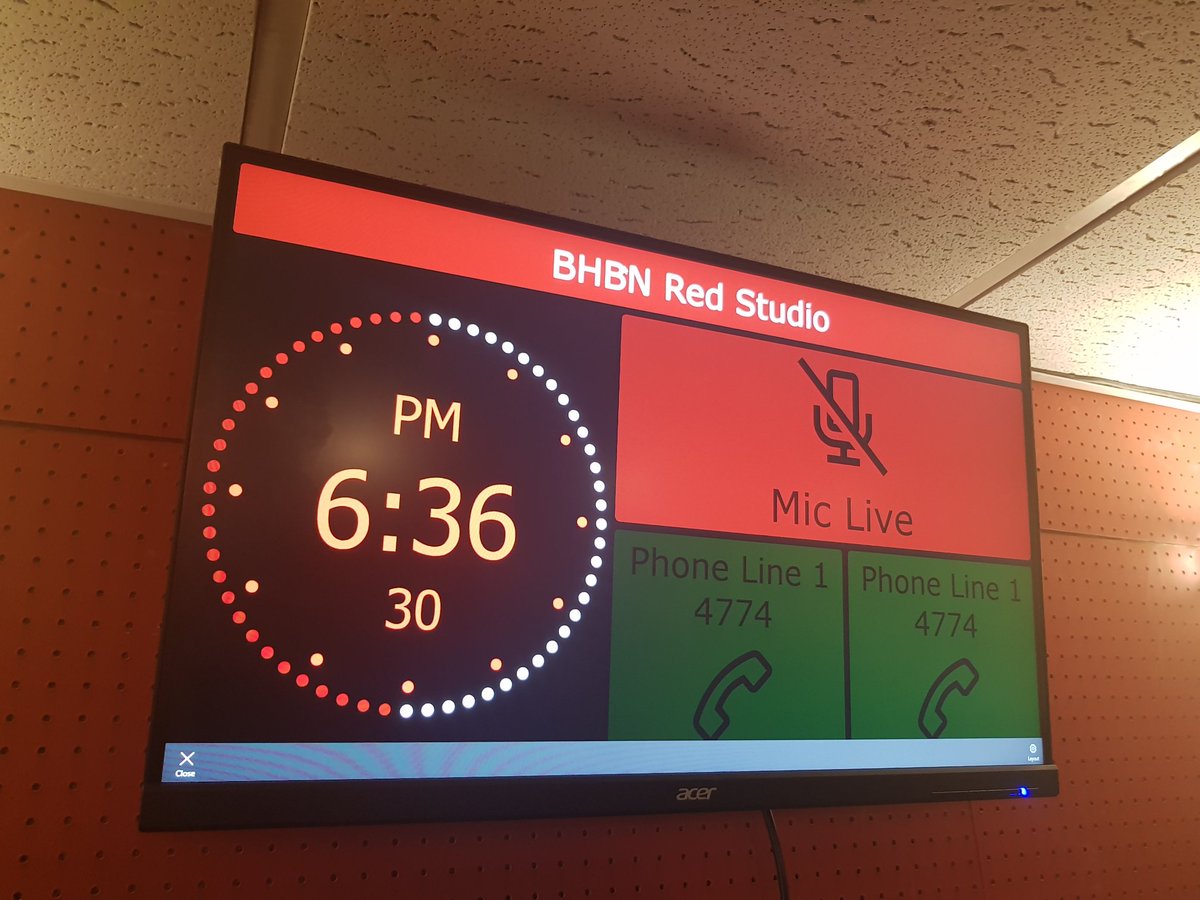 BHBN Red Studio
PM
6:36
30
Mic Live
Phone Line 1
4774
Phone Line 1
4774
Close
Layout
acer